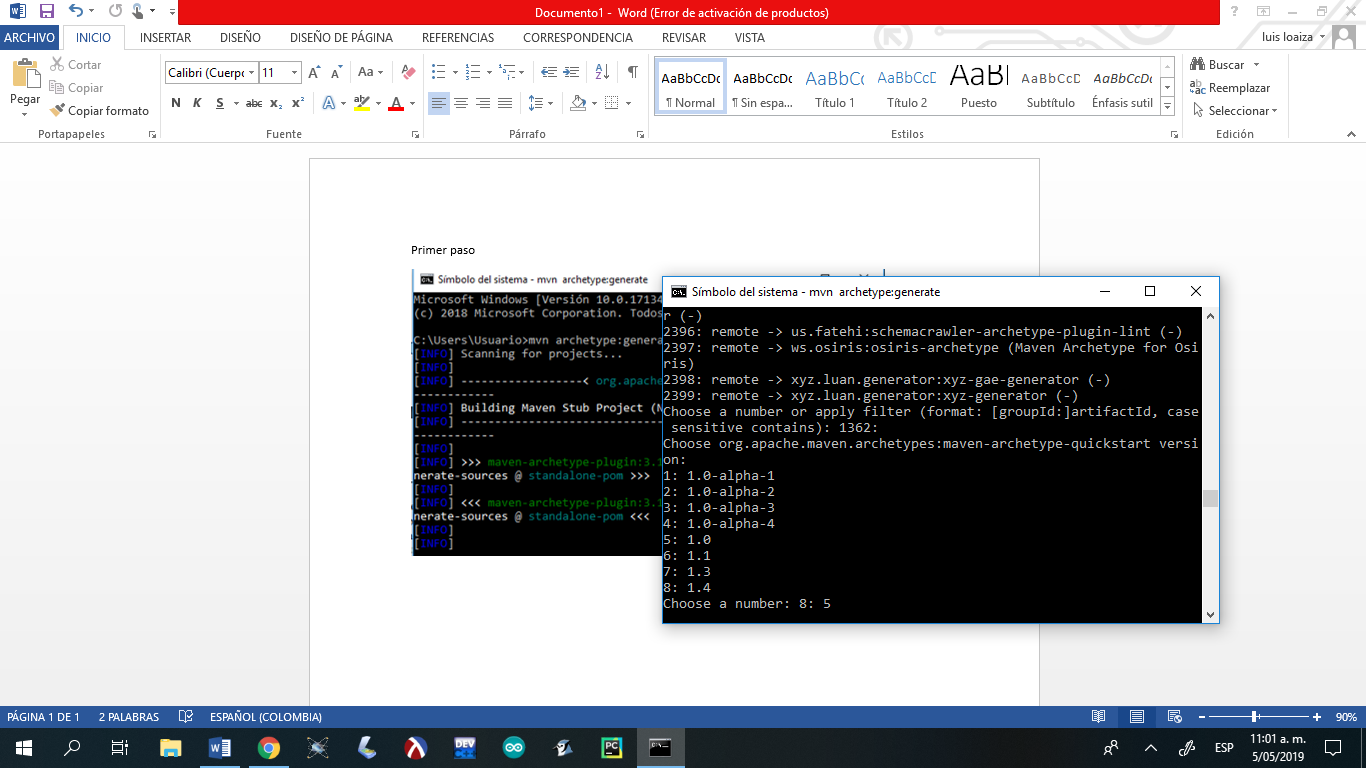 Documento1 - Word (Error de activación de productos)
ARCHIVO INICIO INSERTAR DISEÑO DISEÑO DE PÁGINA REFERENCIAS CORRESPONDENCIA REVISAR VISTA luis loaiza
Pegar
Cortar
Copiar
Copiar formato
Portapapeles
Calibri (Cuerpo 11
N K S abc x₂ x²
Fuente
Párrafo
AaBbCcDc AaBbCcDc AaBbCc AaBbCcD AaBl AaBbCcD AaBbCcDc
¶ Normal ¶ Sin espa... Título 1 Título 2 Puesto Subtítulo Énfasis sutil
Estilos
Buscar
Reemplazar
Seleccionar
Edición
Primer paso
Símbolo del sistema - mvn archetype:generate
Microsoft Windows [Versión 10.0.17134
(c) 2018 Microsoft Corporation. Todos
C:\Users\Usuario>mvn archetype:genera
[INFO] Scanning for projects...
[INFO]
[INFO] ------------------< org.apache
-------------
[INFO] Building Maven Stub Project (N
[INFO] --------------------------
-------------
[INFO]
[INFO] >>> maven-archetype-plugin:3.1
nerate-sources @ standalone-pom >>>
[INFO]
[INFO] <<< maven-archetype-plugin:3.1
nerate-sources @ standalone-pom <<<
[INFO]
[INFO]
Símbolo del sistema - mvn archetype:generate
r (-)
2396: remote -> us.fatehi:schemacrawler-archetype-plugin-lint (-)
2397: remote -> ws.osiris:osiris-archetype (Maven Archetype for Osi
ris)
2398: remote -> xyz.luan.generator:xyz-gae-generator (-)
2399: remote -> xyz.luan.generator:xyz-generator (-)
Choose a number or apply filter (format: [groupId:]artifactId, case
sensitive contains): 1362:
Choose org.apache.maven.archetypes:maven-archetype-quickstart versi
on:
1: 1.0-alpha-1
2: 1.0-alpha-2
3: 1.0-alpha-3
4: 1.0-alpha-4
5: 1.0
6: 1.1
7: 1.3
8: 1.4
Choose a number: 8: 5
PÁGINA 1 DE 1 2 PALABRAS ESPAÑOL (COLOMBIA) 90%
ESP
11:01 a. m.
5/05/2019